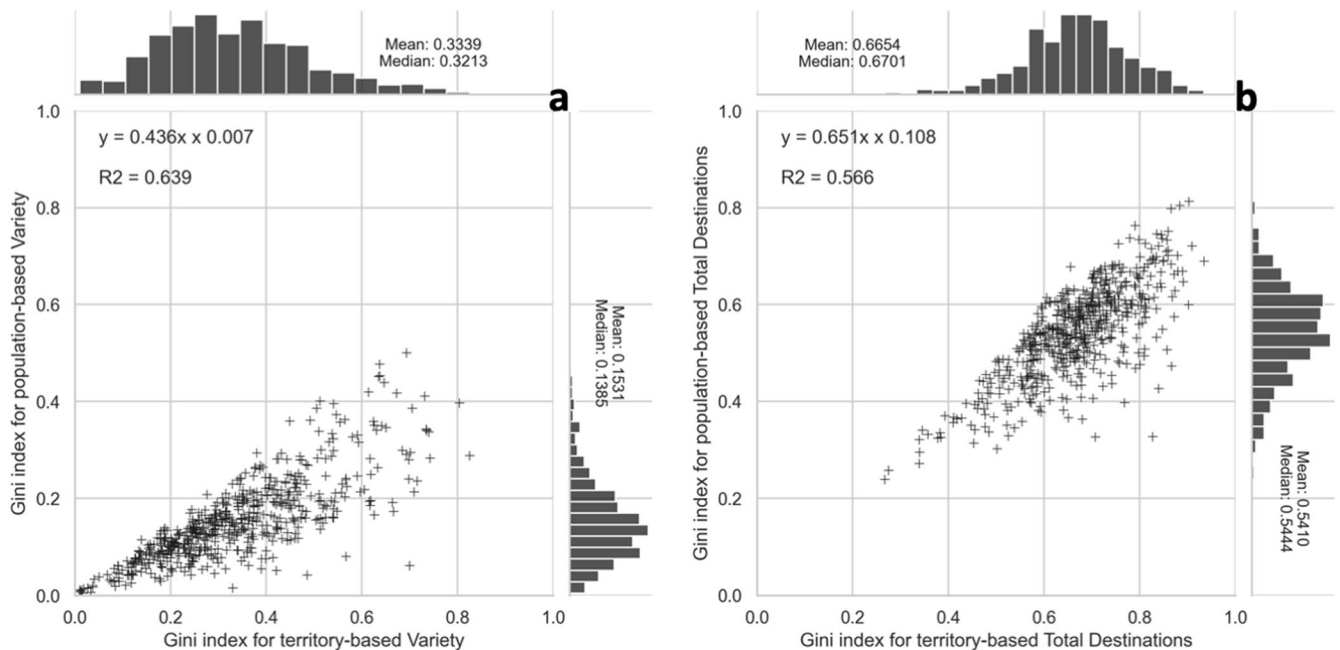 Mean: 0.3339
Median: 0.3213
a
y = 0.436x x 0.007
R2 = 0.639
1.0
0.8
0.6
0.4
0.2
0.0
Gini index for population-based Variety
Mean: 0.1531
Median: 0.1385
0.0 0.2 0.4 0.6 0.8 1.0
Gini index for territory-based Variety
Mean: 0.6654
Median: 0.6701
b
y = 0.651x x 0.108
R2 = 0.566
1.0
0.8
0.6
0.4
0.2
0.0
Gini index for population-based Total Destinations
Mean: 0.5410
Median: 0.5444
0.0 0.2 0.4 0.6 0.8 1.0
Gini index for territory-based Total Destinations